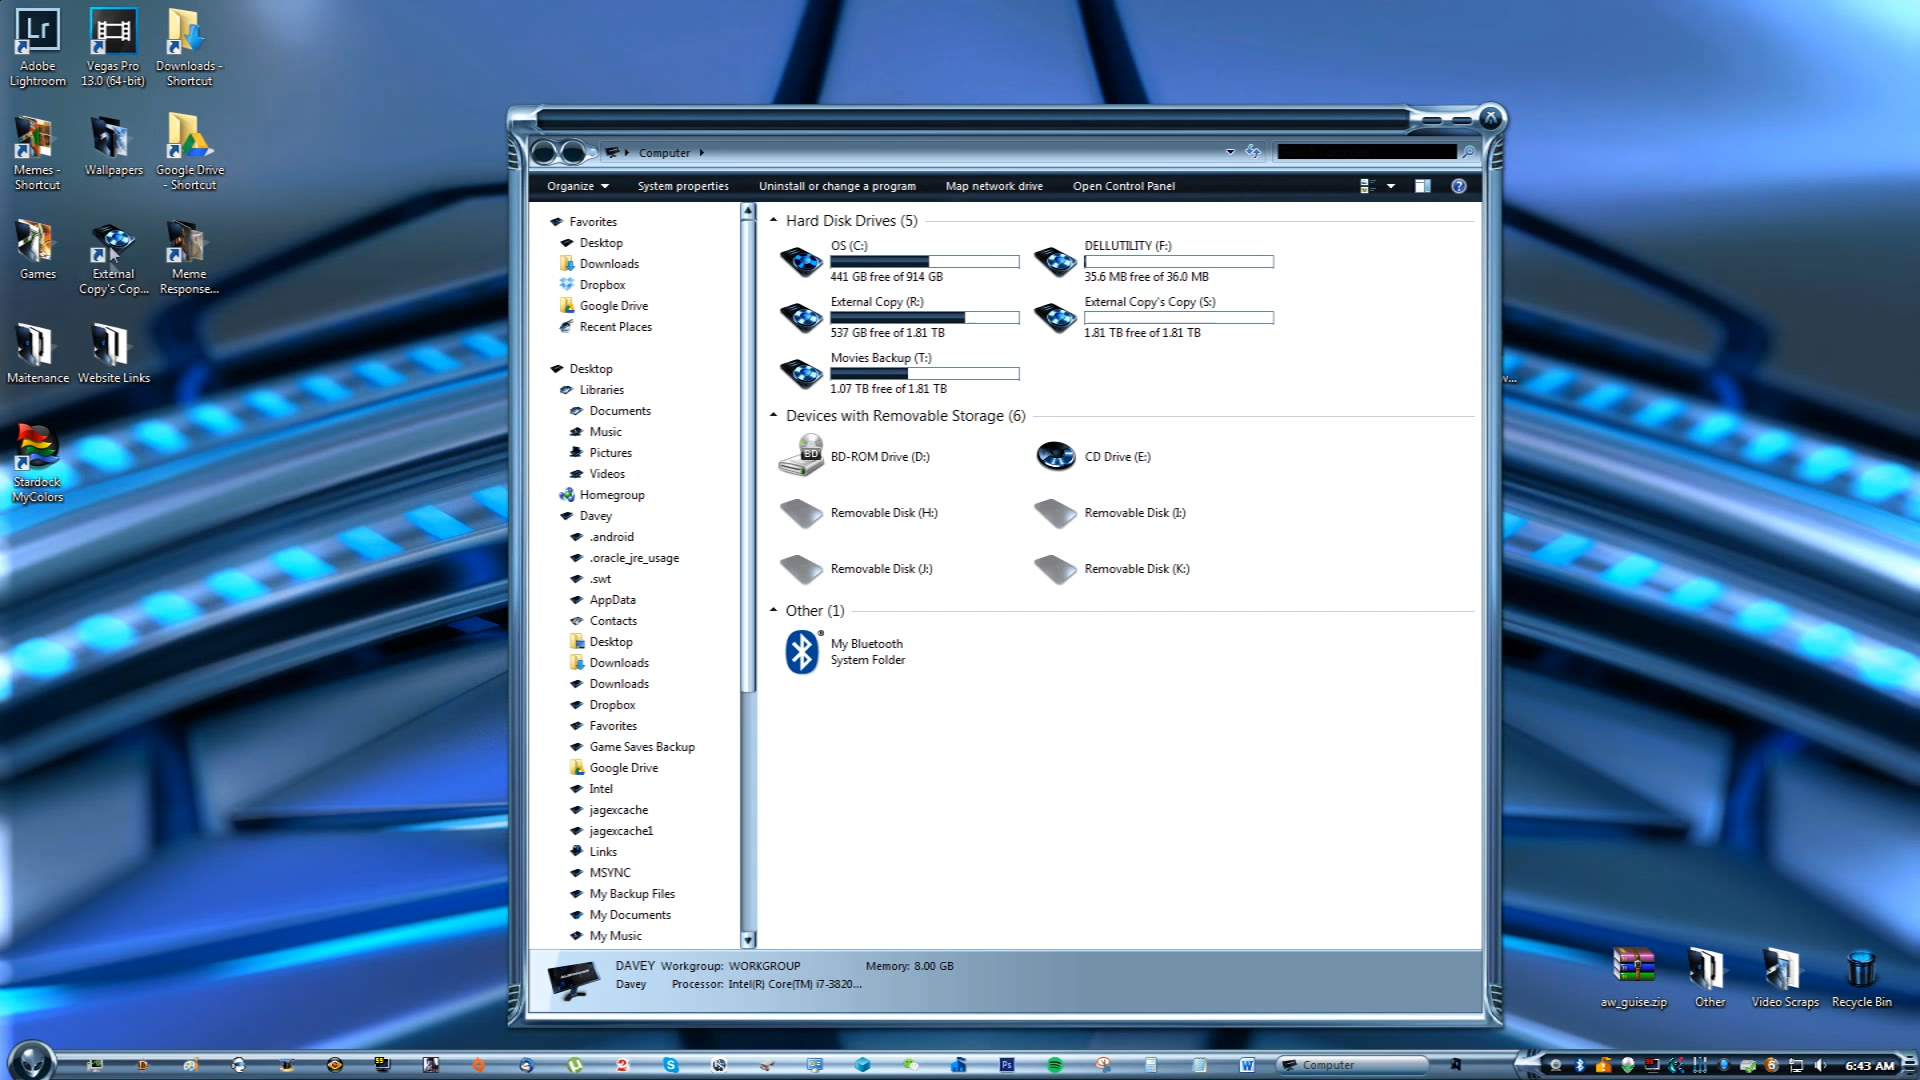 Lr
Adobe
Lightroom
Vegas Pro
13.0 (64-bit)
Downloads -
Shortcut
Memes -
Shortcut
Wallpapers
Google Drive
- Shortcut
Games
External
Copy's Cop...
Meme
Response...
Maitenance
Website Links
Stardock
MyColors
Computer
Organize
System properties
Uninstall or change a program
Map network drive
Open Control Panel
Favorites
Desktop
Downloads
Dropbox
Google Drive
Recent Places
Desktop
Libraries
Documents
Music
Pictures
Videos
Homegroup
Davey
.android
.oracle_jre_usage
.swt
AppData
Contacts
Desktop
Downloads
Downloads
Dropbox
Favorites
Game Saves Backup
Google Drive
Intel
jagexcache
jagexcache1
Links
MSYNC
My Backup Files
My Documents
My Music
Hard Disk Drives (5)
OS (C:)
441 GB free of 914 GB
DELLUTILITY (F:)
35.6 MB free of 36.0 MB
External Copy (R:)
537 GB free of 1.81 TB
External Copy's Copy (S:)
1.81 TB free of 1.81 TB
Movies Backup (T:)
1.07 TB free of 1.81 TB
Devices with Removable Storage (6)
BD
BD-ROM Drive (D:)
CD Drive (E:)
Removable Disk (H:)
Removable Disk (I:)
Removable Disk (J:)
Removable Disk (K:)
Other (1)
My Bluetooth
System Folder
DAVEY Workgroup: WORKGROUP Memory: 8.00 GB
Davey Processor: Intel(R) Core(TM) i7-3820...
aw_guise.zip
Other
Video Scraps
Recycle Bin
Ps
W
Computer
6:43 AM